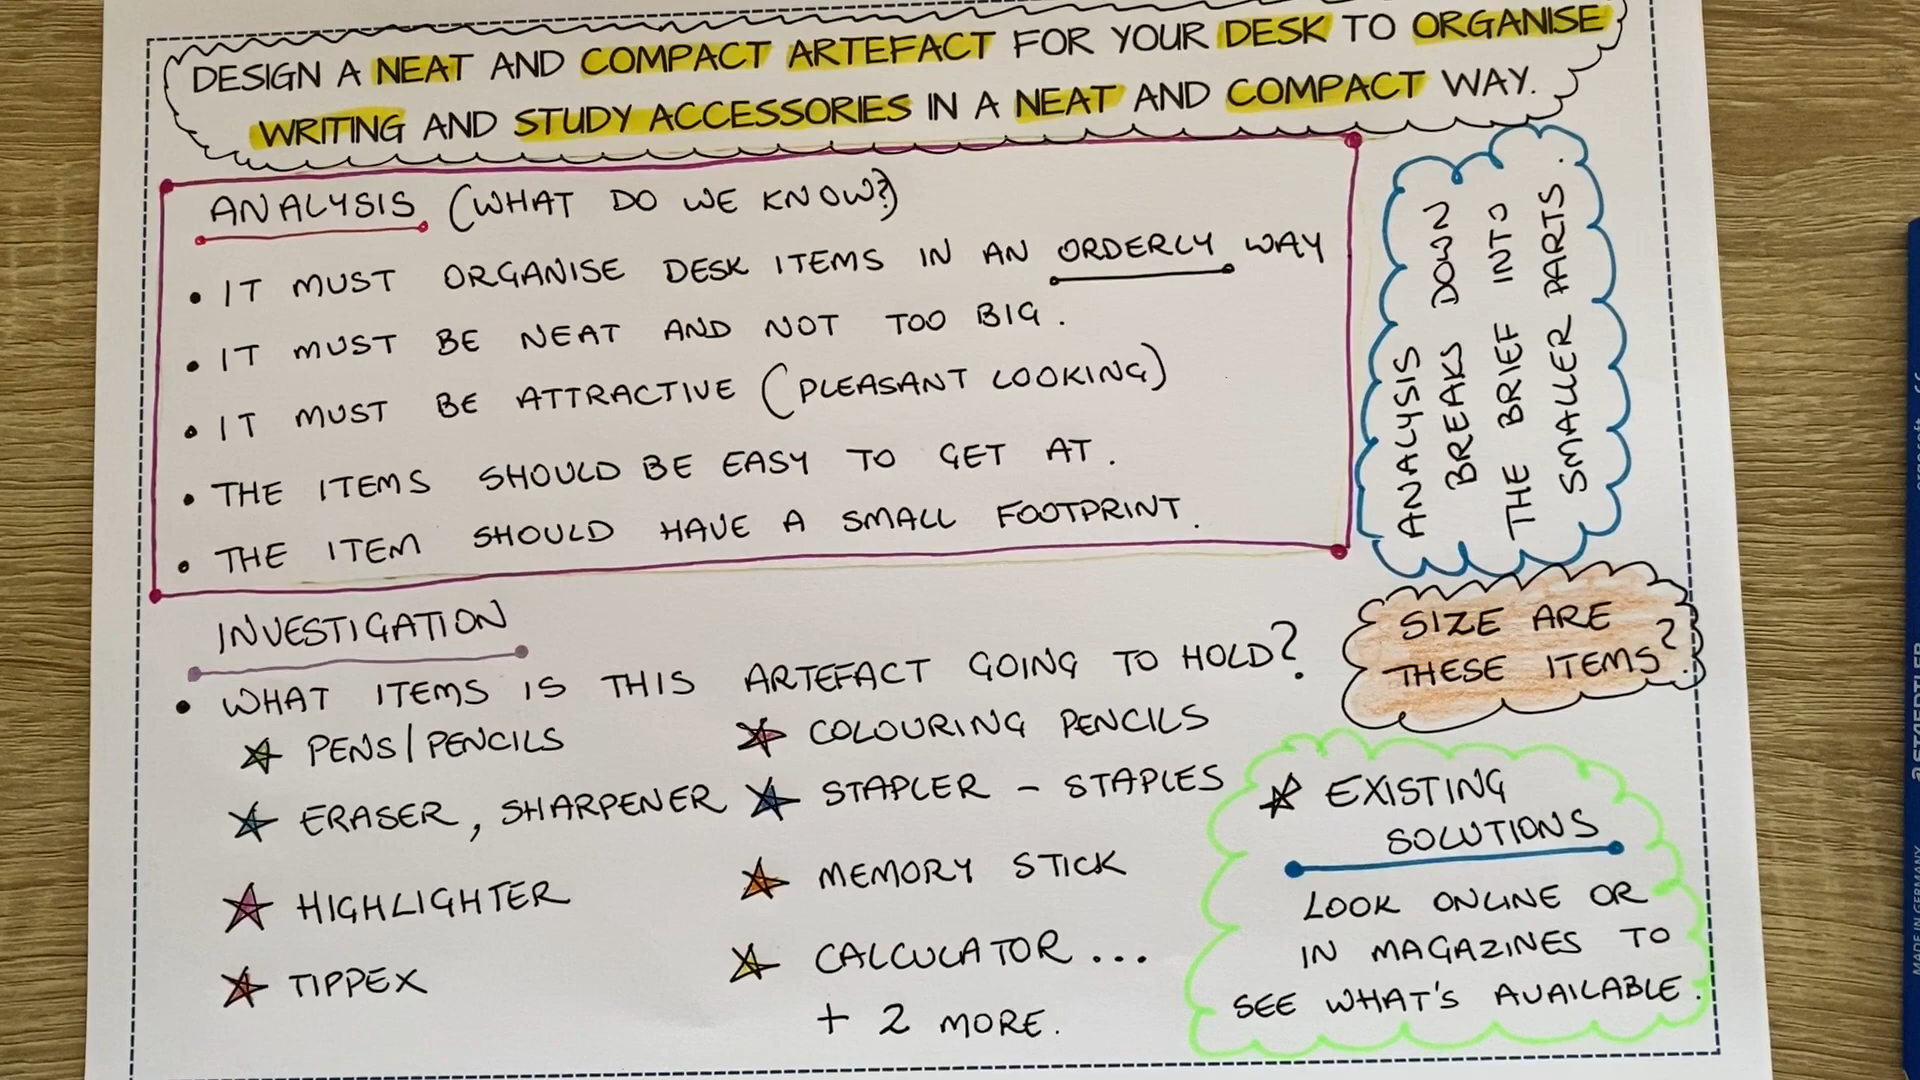 DESIGN A NEAT AND COMPACT ARTEFACT FOR YOUR DESK TO ORGANISE
WRITING AND STUDY ACCESSORIES IN A NEAT AND COMPACT WAY.
ANALYSIS (WHAT DO WE KNOW?)
• IT MUST ORGANISE DESK ITEMS IN AN ORDERLY WAY
• IT MUST BE NEAT AND NOT TOO BIG.
• IT MUST BE ATTRACTIVE (PLEASANT LOOKING)
• THE ITEMS SHOULD BE EASY TO GET AT.
• THE ITEM SHOULD HAVE A SMALL FOOTPRINT.
ANALYSIS
BREAKS DOWN
THE BRIEF INTO
SMALLER PARTS.
INVESTIGATION
• WHAT ITEMS IS THIS ARTEFACT GOING TO HOLD?
SIZE ARE
THESE ITEMS?
PENS/PENCILS
ERASER, SHARPENER
HIGHLIGHTER
TIPPEX
COLOURING PENCILS
STAPLER - STAPLES
MEMORY STICK
CALCULATOR...
+ 2 MORE.
EXISTING
SOLUTIONS
LOOK ONLINE OR
IN MAGAZINES TO
SEE WHAT'S AVAILABLE.
STAEDTLER
MADE IN GERMANY